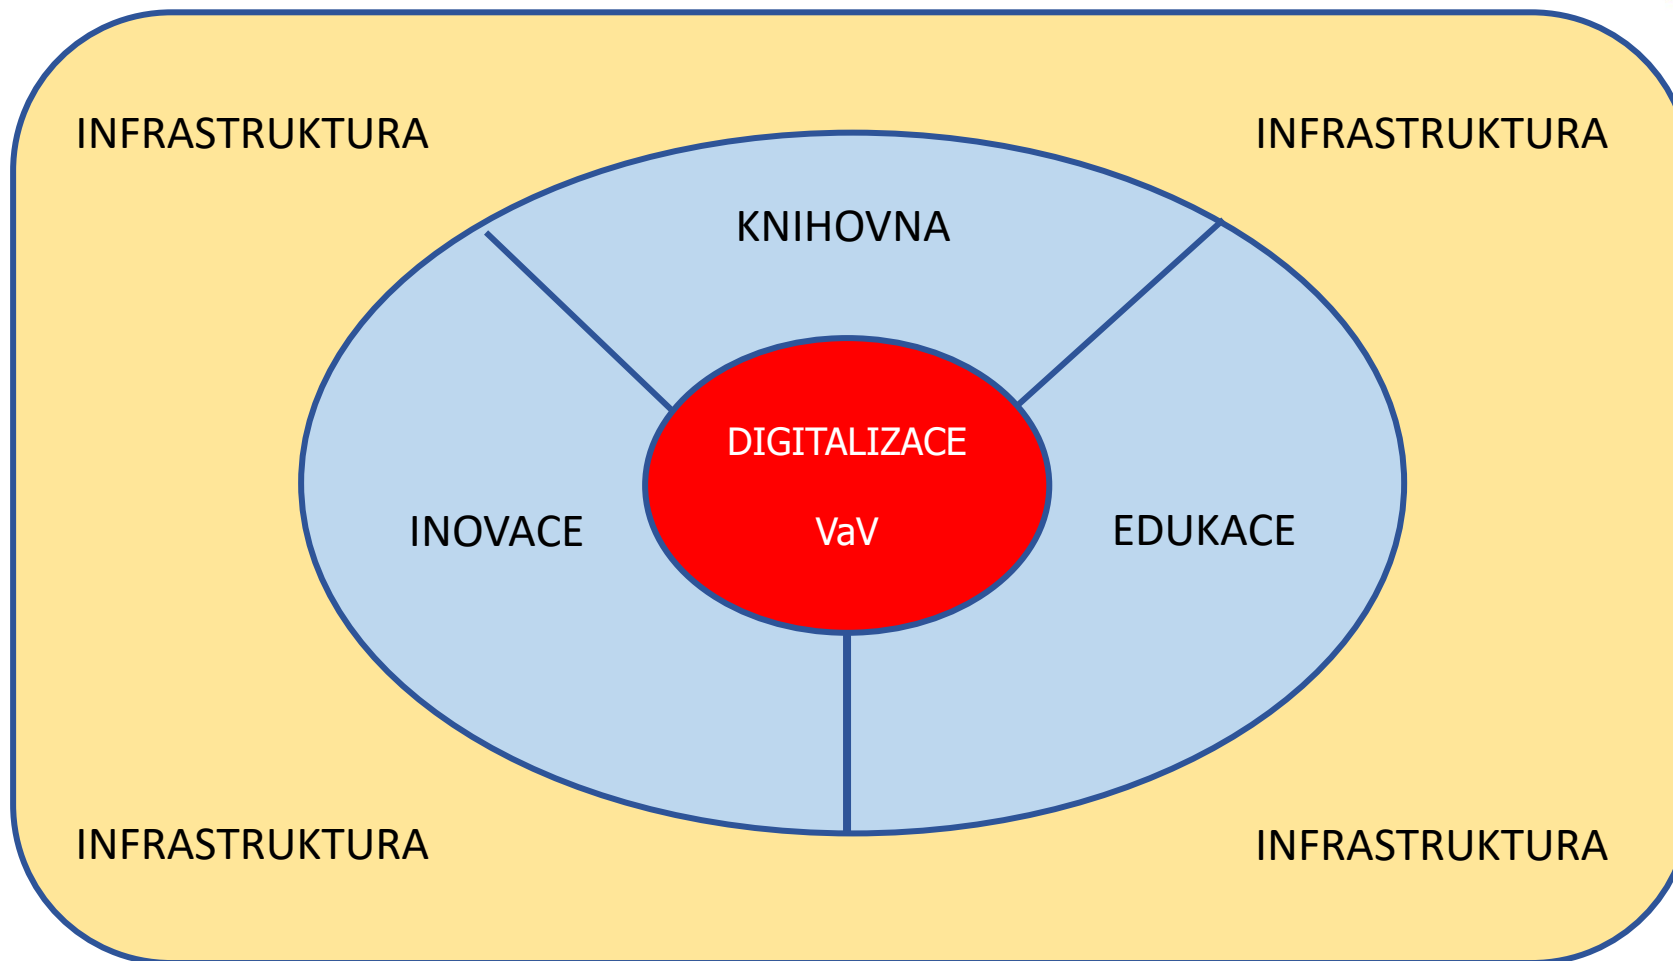 INFRASTRUKTURA
INFRASTRUKTURA
KNIHOVNA
DIGITALIZACE
VaV
INOVACE
EDUKACE
INFRASTRUKTURA
INFRASTRUKTURA